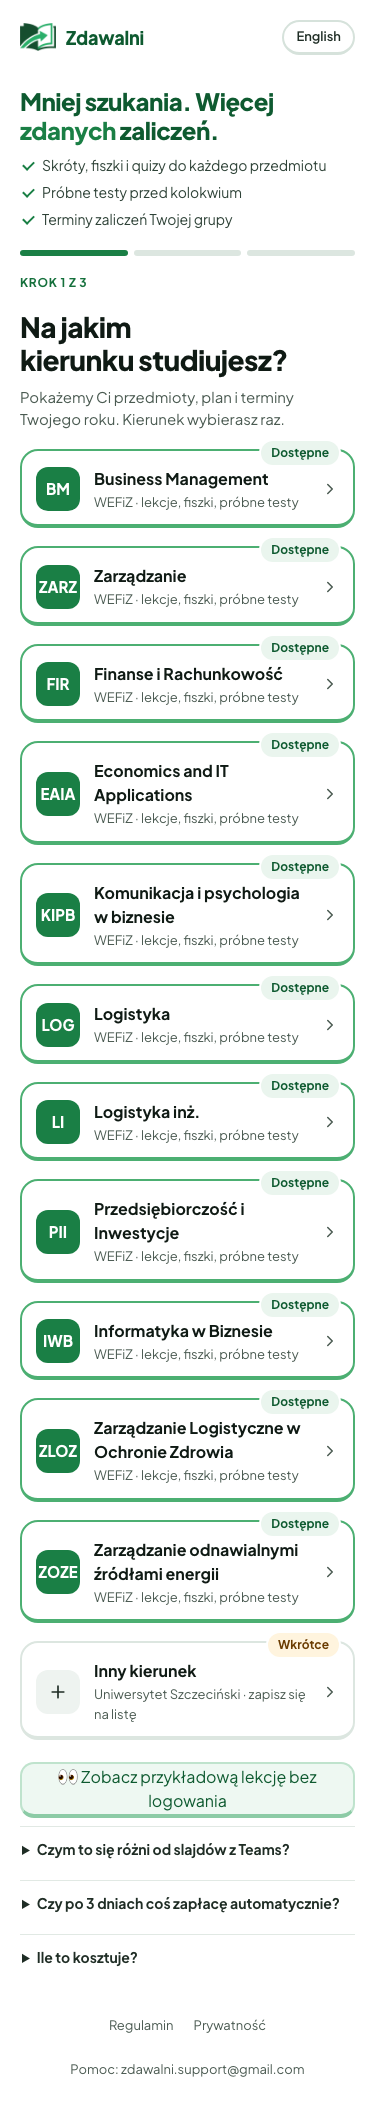 Zdawalni
English
Mniej szukania. Więcej
zdanych zaliczeń.
Skróty, fiszki i quizy do każdego przedmiotu
Próbne testy przed kolokwium
Terminy zaliczeń Twojej grupy
KROK 1 Z 3
Na jakim
kierunku studiujesz?
Pokażemy Ci przedmioty, plan i terminy
Twojego roku. Kierunek wybierasz raz.
Dostępne
BM
Business Management
WEFiZ · lekcje, fiszki, próbne testy
Dostępne
ZARZ
Zarządzanie
WEFiZ · lekcje, fiszki, próbne testy
Dostępne
FIR
Finanse i Rachunkowość
WEFiZ · lekcje, fiszki, próbne testy
Dostępne
EAIA
Economics and IT
Applications
WEFiZ · lekcje, fiszki, próbne testy
Dostępne
KIPB
Komunikacja i psychologia
w biznesie
WEFiZ · lekcje, fiszki, próbne testy
Dostępne
LOG
Logistyka
WEFiZ · lekcje, fiszki, próbne testy
Dostępne
LI
Logistyka inż.
WEFiZ · lekcje, fiszki, próbne testy
Dostępne
PII
Przedsiębiorczość i
Inwestycje
WEFiZ · lekcje, fiszki, próbne testy
Dostępne
IWB
Informatyka w Biznesie
WEFiZ · lekcje, fiszki, próbne testy
Dostępne
ZLOZ
Zarządzanie Logistyczne w
Ochronie Zdrowia
WEFiZ · lekcje, fiszki, próbne testy
Dostępne
ZOZE
Zarządzanie odnawialnymi
źródłami energii
WEFiZ · lekcje, fiszki, próbne testy
Wkrótce
Inny kierunek
Uniwersytet Szczeciński · zapisz się
na listę
👀 Zobacz przykładową lekcję bez
logowania
Czym to się różni od slajdów z Teams?
Czy po 3 dniach coś zapłacę automatycznie?
Ile to kosztuje?
Regulamin Prywatność
Pomoc: zdawalni.support@gmail.com